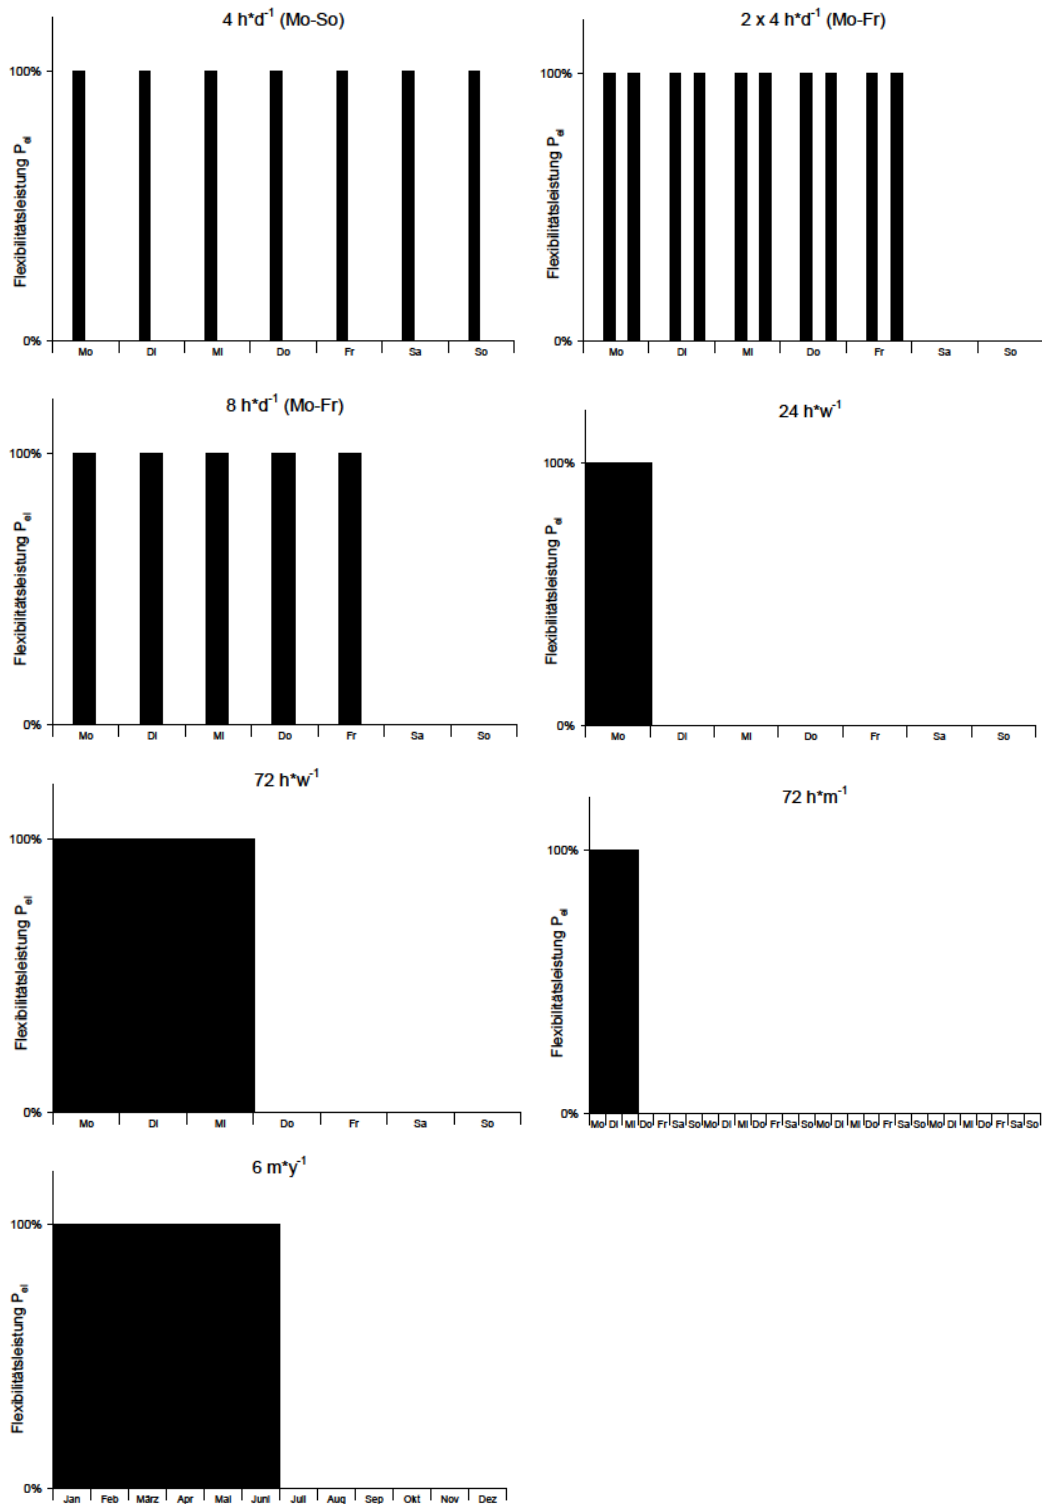 4 h*d⁻¹ (Mo-So)
100%
Flexibilitätsleistung Pel
0%
Mo Di Mi Do Fr Sa So
2 x 4 h*d⁻¹ (Mo-Fr)
100%
Flexibilitätsleistung Pel
0%
Mo Di Mi Do Fr Sa So
8 h*d⁻¹ (Mo-Fr)
100%
Flexibilitätsleistung Pel
0%
Mo Di Mi Do Fr Sa So
24 h*w⁻¹
100%
Flexibilitätsleistung Pel
0%
Mo Di Mi Do Fr Sa So
72 h*w⁻¹
100%
Flexibilitätsleistung Pel
0%
Mo Di Mi Do Fr Sa So
72 h*m⁻¹
100%
Flexibilitätsleistung Pel
0%
Mo Di Mi Do Fr Sa So Mo Di Mi Do Fr Sa So Mo Di Mi Do Fr Sa So Mo Di Mi Do Fr Sa So
6 m*y⁻¹
100%
Flexibilitätsleistung Pel
0%
Jan Feb März Apr Mai Juni Juli Aug Sep Okt Nov Dez